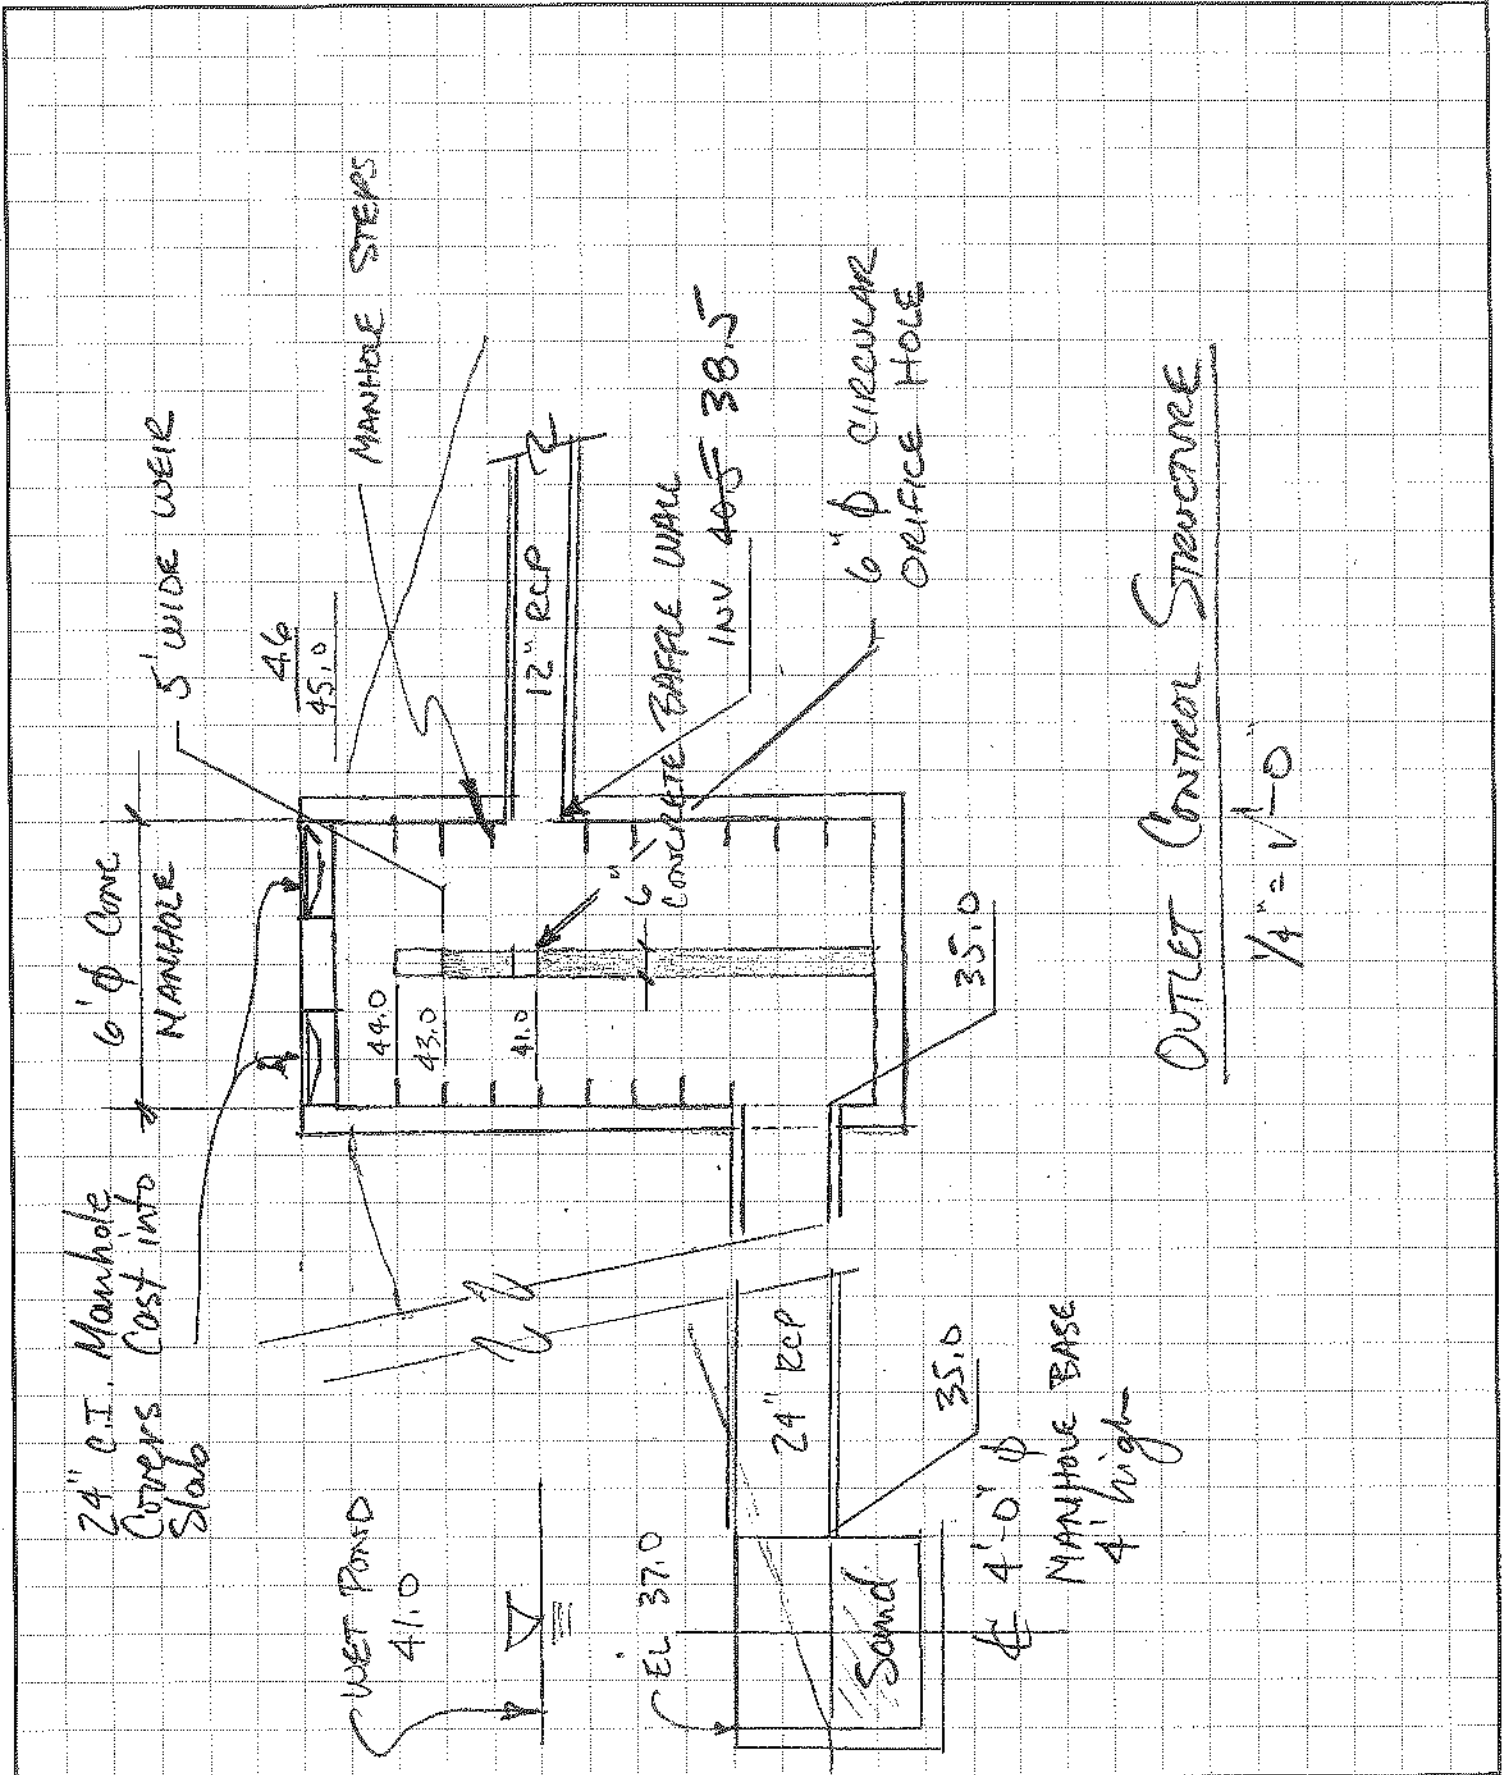 24" C.I. Manhole
Covers Cast into
Slab
6' ϕ Conc
MANHOLE
5' WIDE WEIR
46
45.0
MANHOLE STEPS
WET POND
41.0
44.0
43.0
41.0
12" RCP
6"
CONCRETE BAFFLE WALL
INV 40.5 38.5
6" ϕ CIRCULAR
ORIFICE HOLE
EL 37.0
24" RCP
35.0
35.0
Sand
℄ 4'-0" ϕ
MANHOLE BASE
4' high
OUTLET CONTROL STRUCTURE
1/4" = 1'-0"